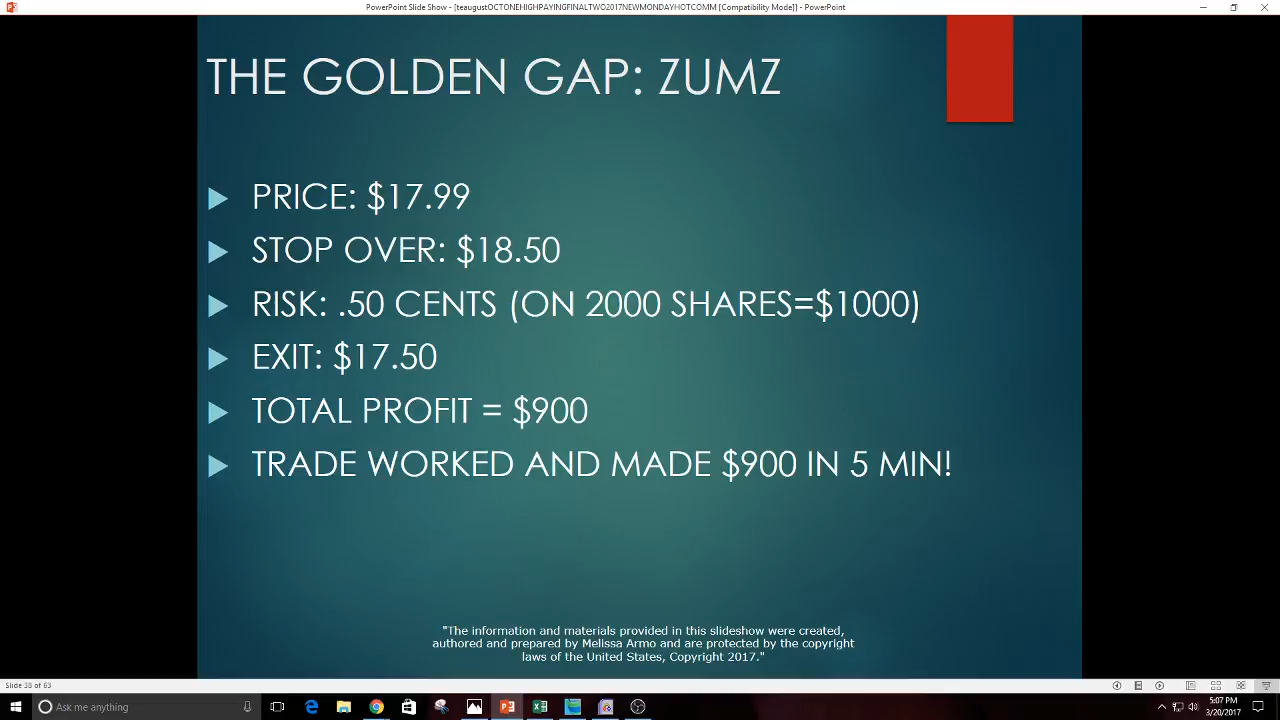 PowerPoint Slide Show - [teaugustOCTONEHIGHPAYINGFINALTWO2017NEWMONDAYHOTCOMM [Compatibility Mode]] - PowerPoint
THE GOLDEN GAP: ZUMZ
PRICE: $17.99
STOP OVER: $18.50
RISK: .50 CENTS (ON 2000 SHARES=$1000)
EXIT: $17.50
TOTAL PROFIT = $900
TRADE WORKED AND MADE $900 IN 5 MIN!
"The information and materials provided in this slideshow were created,
authored and prepared by Melissa Armo and are protected by the copyright
laws of the United States, Copyright 2017."
Slide 38 of 63
Ask me anything
5:07 PM
3/20/2017